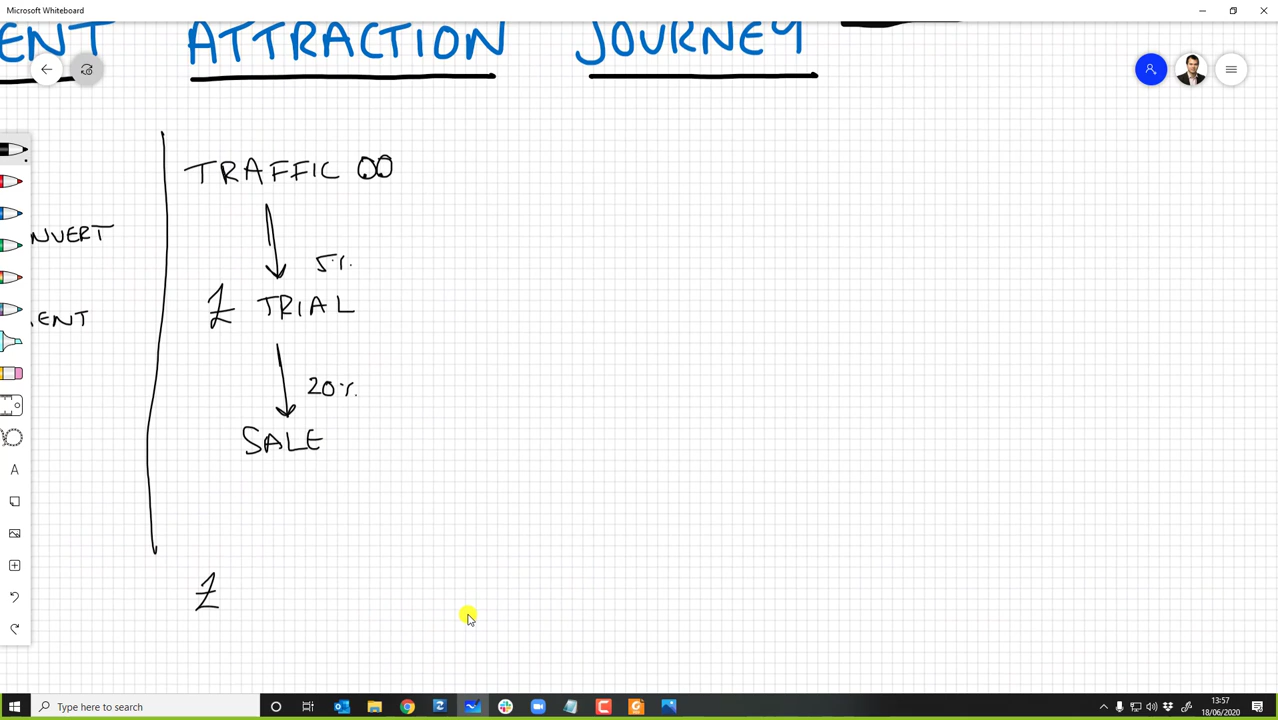 Microsoft Whiteboard
ENT ATTRACTION JOURNEY
TRAFFIC 00
NVERT
5%
£ TRIAL
ENT
20%
SALE
£
A
Type here to search
13:57
18/06/2020